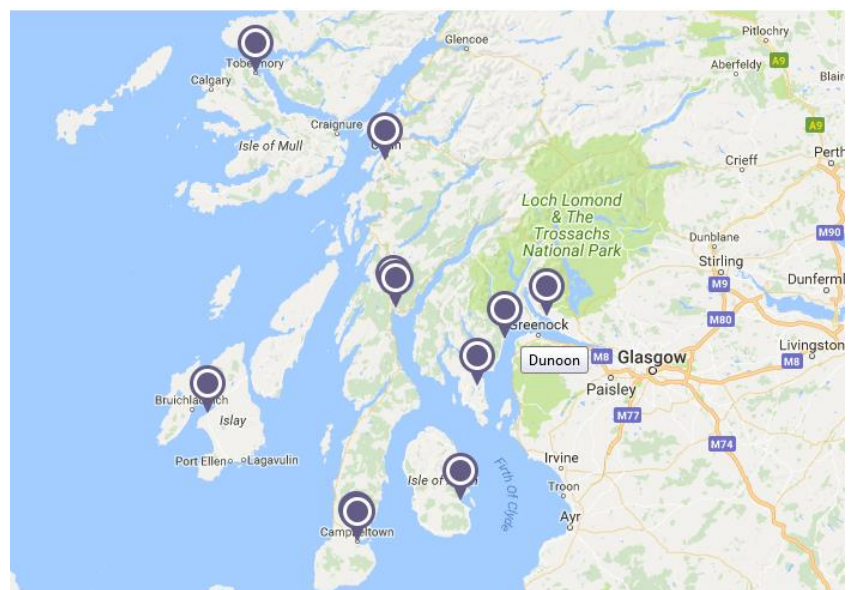 Glencoe
Pitlochry
Tobermory
Aberfeldy
A9
Calgary
Blair
Craignure
A9
Isle of Mull
Perth
Crieff
Loch Lomond
& The
Trossachs
National Park
M90
Dunblane
Stirling
M9
Dunferml
M80
Greenock
Livingston
Dunoon
M8
Glasgow
M8
Paisley
M77
Islay
M74
Port Ellen
Lagavulin
Irvine
Isle of
Firth Of Clyde
Troon
Ayr